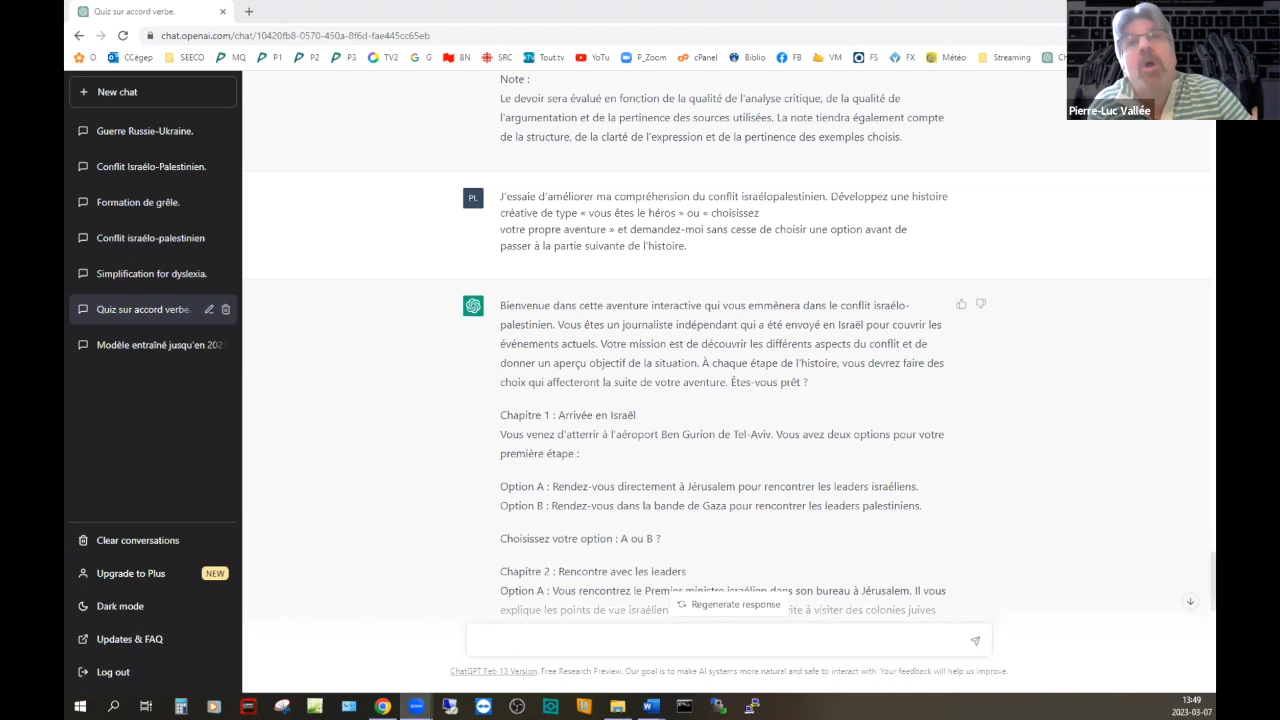 Quiz sur accord verbe.
chat.openai.com/chat/10420fb8-0570-450a-8f6d-fae445cc65eb
O CCégep SEECO MQ P1 P2 P3 TV2 G BN SRC Tout.tv YoTu P_Zoom cPanel Biblio FB VM FS FX Météo Streaming
Pierre-Luc Vallée
New chat
Guerre Russie-Ukraine.
Conflit Israélo-Palestinien.
Formation de grêle.
Conflit israélo-palestinien
Simplification for dyslexia.
Quiz sur accord verbe.
Modèle entraîné jusqu'en 202
Clear conversations
Upgrade to Plus NEW
Dark mode
Updates & FAQ
Log out
Note :
Le devoir sera évalué en fonction de la qualité de l'analyse critique, de la qualité de
l'argumentation et de la pertinence des sources utilisées. La note tiendra également compte
de la structure, de la clarté de l'expression et de la pertinence des exemples choisis.
PL
J'essaie d'améliorer ma compréhension du conflit israélopalestinien. Développez une histoire
créative de type « vous êtes le héros » ou « choisissez
votre propre aventure » et demandez-moi sans cesse de choisir une option avant de
passer à la partie suivante de l'histoire.
Bienvenue dans cette aventure interactive qui vous emmènera dans le conflit israélo-
palestinien. Vous êtes un journaliste indépendant qui a été envoyé en Israël pour couvrir les
événements actuels. Votre mission est de découvrir les différents aspects du conflit et de
donner un aperçu objectif de la situation. À chaque étape de l'histoire, vous devrez faire des
choix qui affecteront la suite de votre aventure. Êtes-vous prêt ?
Chapitre 1 : Arrivée en Israël
Vous venez d'atterrir à l'aéroport Ben Gurion de Tel-Aviv. Vous avez deux options pour votre
première étape :
Option A : Rendez-vous directement à Jérusalem pour rencontrer les leaders israéliens.
Option B : Rendez-vous dans la bande de Gaza pour rencontrer les leaders palestiniens.
Choisissez votre option : A ou B ?
Chapitre 2 : Rencontre avec les leaders
Option A : Vous rencontrez le Premier ministre israélien dans son bureau à Jérusalem. Il vous
explique les points de vue israélien à visiter des colonies juives
Regenerate response
ChatGPT Feb 13 Version. Free Research Preview. Our goal is to make AI systems more natural and safe to interact with. Your feedback will help us improve.
13:49
2023-03-07